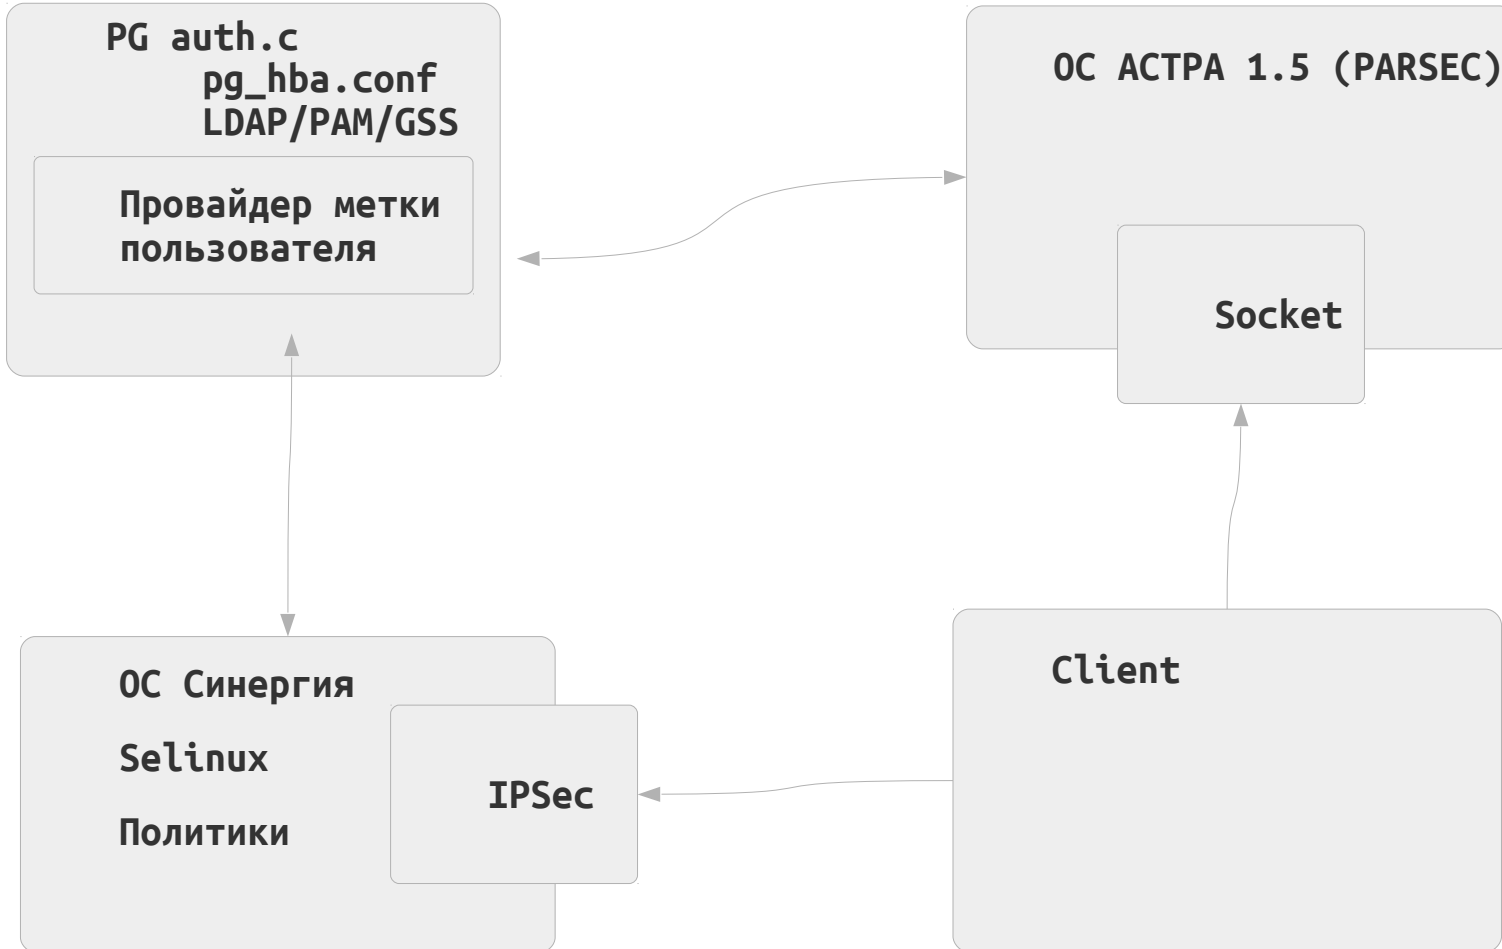 PG auth.c
pg_hba.conf
LDAP/PAM/GSS
Провайдер метки
пользователя
ОС АСТРА 1.5 (PARSEC)
Socket
ОС Синергия
Selinux
Политики
IPSec
Client